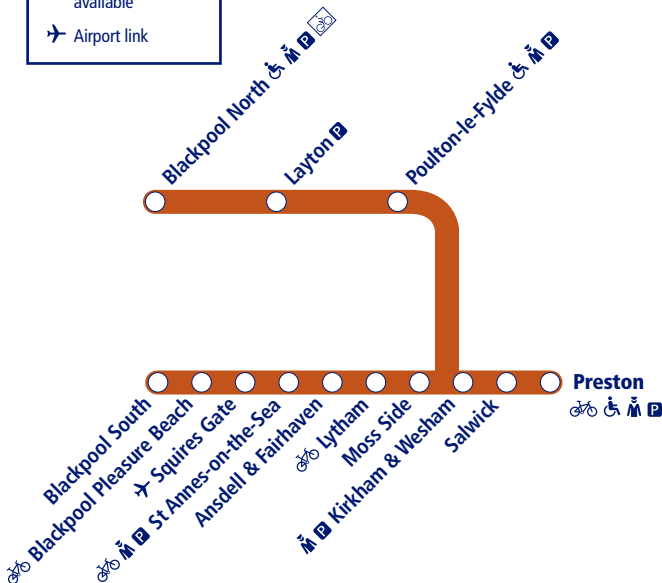 available
Airport link
Blackpool North P
Layton P
Poulton-le-Fylde P
Preston
P
Blackpool South
Blackpool Pleasure Beach
Squires Gate
P St Annes-on-the-Sea
Ansdell & Fairhaven
Lytham
Moss Side
P Kirkham & Wesham
Salwick